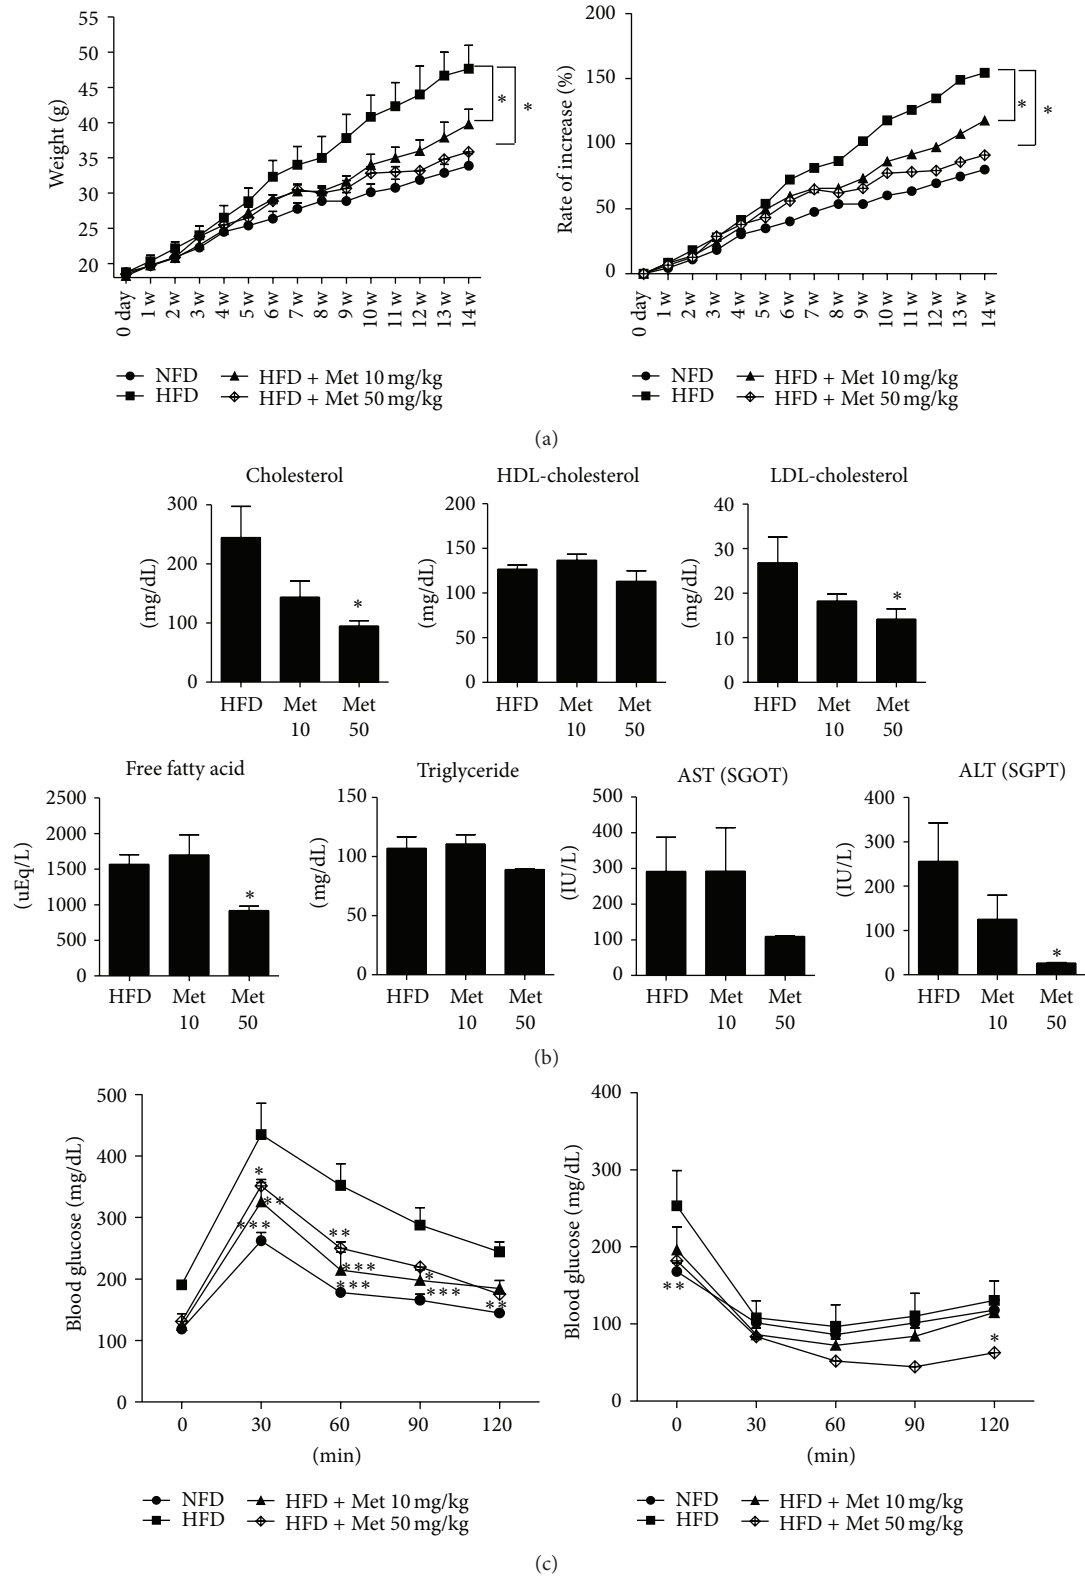 55
50
45
40
35
30
25
20
Weight (g)
0 day
1 w
2 w
3 w
4 w
5 w
6 w
7 w
8 w
9 w
10 w
11 w
12 w
13 w
14 w
*
*
NFD
HFD + Met 10 mg/kg
HFD
HFD + Met 50 mg/kg
200
150
100
50
0
Rate of increase (%)
0 day
1 w
2 w
3 w
4 w
5 w
6 w
7 w
8 w
9 w
10 w
11 w
12 w
13 w
14 w
*
*
NFD
HFD + Met 10 mg/kg
HFD
HFD + Met 50 mg/kg
(a)
Cholesterol
300
200
100
0
(mg/dL)
*
HFD
Met
10
Met
50
HDL-cholesterol
200
150
100
50
0
(mg/dL)
HFD
Met
10
Met
50
LDL-cholesterol
40
30
20
10
0
(mg/dL)
*
HFD
Met
10
Met
50
Free fatty acid
2500
2000
1500
1000
500
0
(uEq/L)
*
HFD
Met
10
Met
50
Triglyceride
150
100
50
0
(mg/dL)
HFD
Met
10
Met
50
AST (SGOT)
500
400
300
200
100
0
(IU/L)
HFD
Met
10
Met
50
ALT (SGPT)
400
300
200
100
0
(IU/L)
*
HFD
Met
10
Met
50
(b)
500
400
300
200
100
0
Blood glucose (mg/dL)
*
**
***
**
***
***
*
***
**
0
30
60
90
120
(min)
NFD
HFD + Met 10 mg/kg
HFD
HFD + Met 50 mg/kg
400
300
200
100
0
Blood glucose (mg/dL)
**
*
0
30
60
90
120
(min)
NFD
HFD + Met 10 mg/kg
HFD
HFD + Met 50 mg/kg
(c)